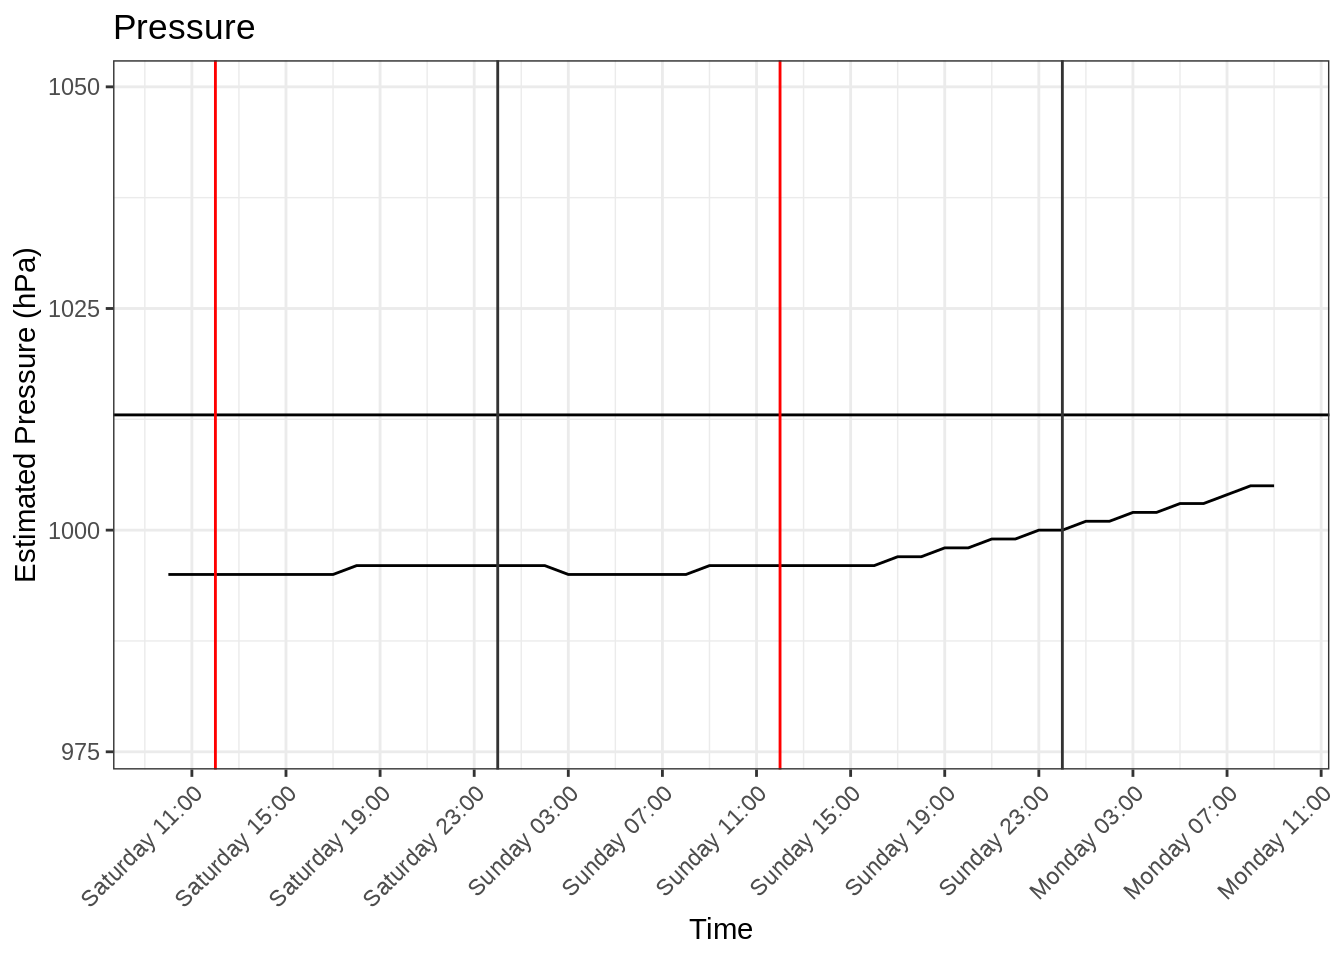 Pressure
Estimated Pressure (hPa)
1050
1025
1000
975
Saturday 11:00
Saturday 15:00
Saturday 19:00
Saturday 23:00
Sunday 03:00
Sunday 07:00
Sunday 11:00
Sunday 15:00
Sunday 19:00
Sunday 23:00
Monday 03:00
Monday 07:00
Monday 11:00
Time